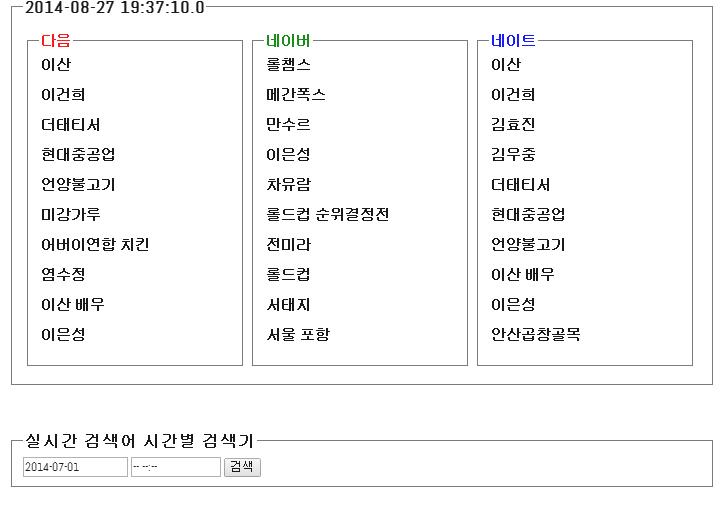 2014-08-27 19:37:10.0
다음
이산
이건희
더태티서
현대중공업
언양불고기
미강가루
어버이연합 치킨
염수정
이산 배우
이은성
네이버
롤챔스
메간폭스
만수르
이은성
차유람
롤드컵 순위결정전
전미라
롤드컵
서태지
서울 포항
네이트
이산
이건희
김효진
김우중
더태티서
현대중공업
언양불고기
이산 배우
이은성
안산곱창골목
실시간 검색어 시간별 검색기
2014-07-01
-- --:--
검색